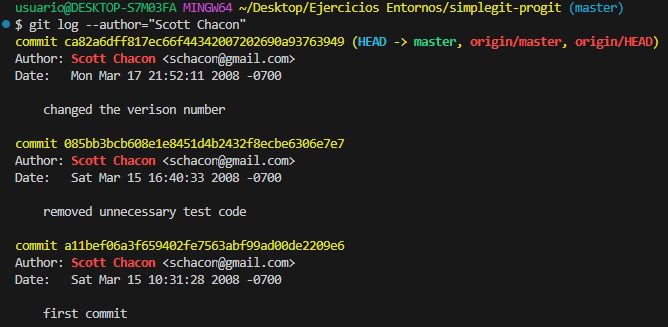 usuario@DESKTOP-S7M03FA MINGW64 ~/Desktop/Ejercicios Entornos/simplegit-progit (master)
$ git log --author="Scott Chacon"
commit ca82a6dff817ec66f44342007202690a93763949 (HEAD -> master, origin/master, origin/HEAD)
Author: Scott Chacon <schacon@gmail.com>
Date:   Mon Mar 17 21:52:11 2008 -0700
changed the verison number
commit 085bb3bcb608e1e8451d4b2432f8ecbe6306e7e7
Author: Scott Chacon <schacon@gmail.com>
Date:   Sat Mar 15 16:40:33 2008 -0700
removed unnecessary test code
commit a11bef06a3f659402fe7563abf99ad00de2209e6
Author: Scott Chacon <schacon@gmail.com>
Date:   Sat Mar 15 10:31:28 2008 -0700
first commit